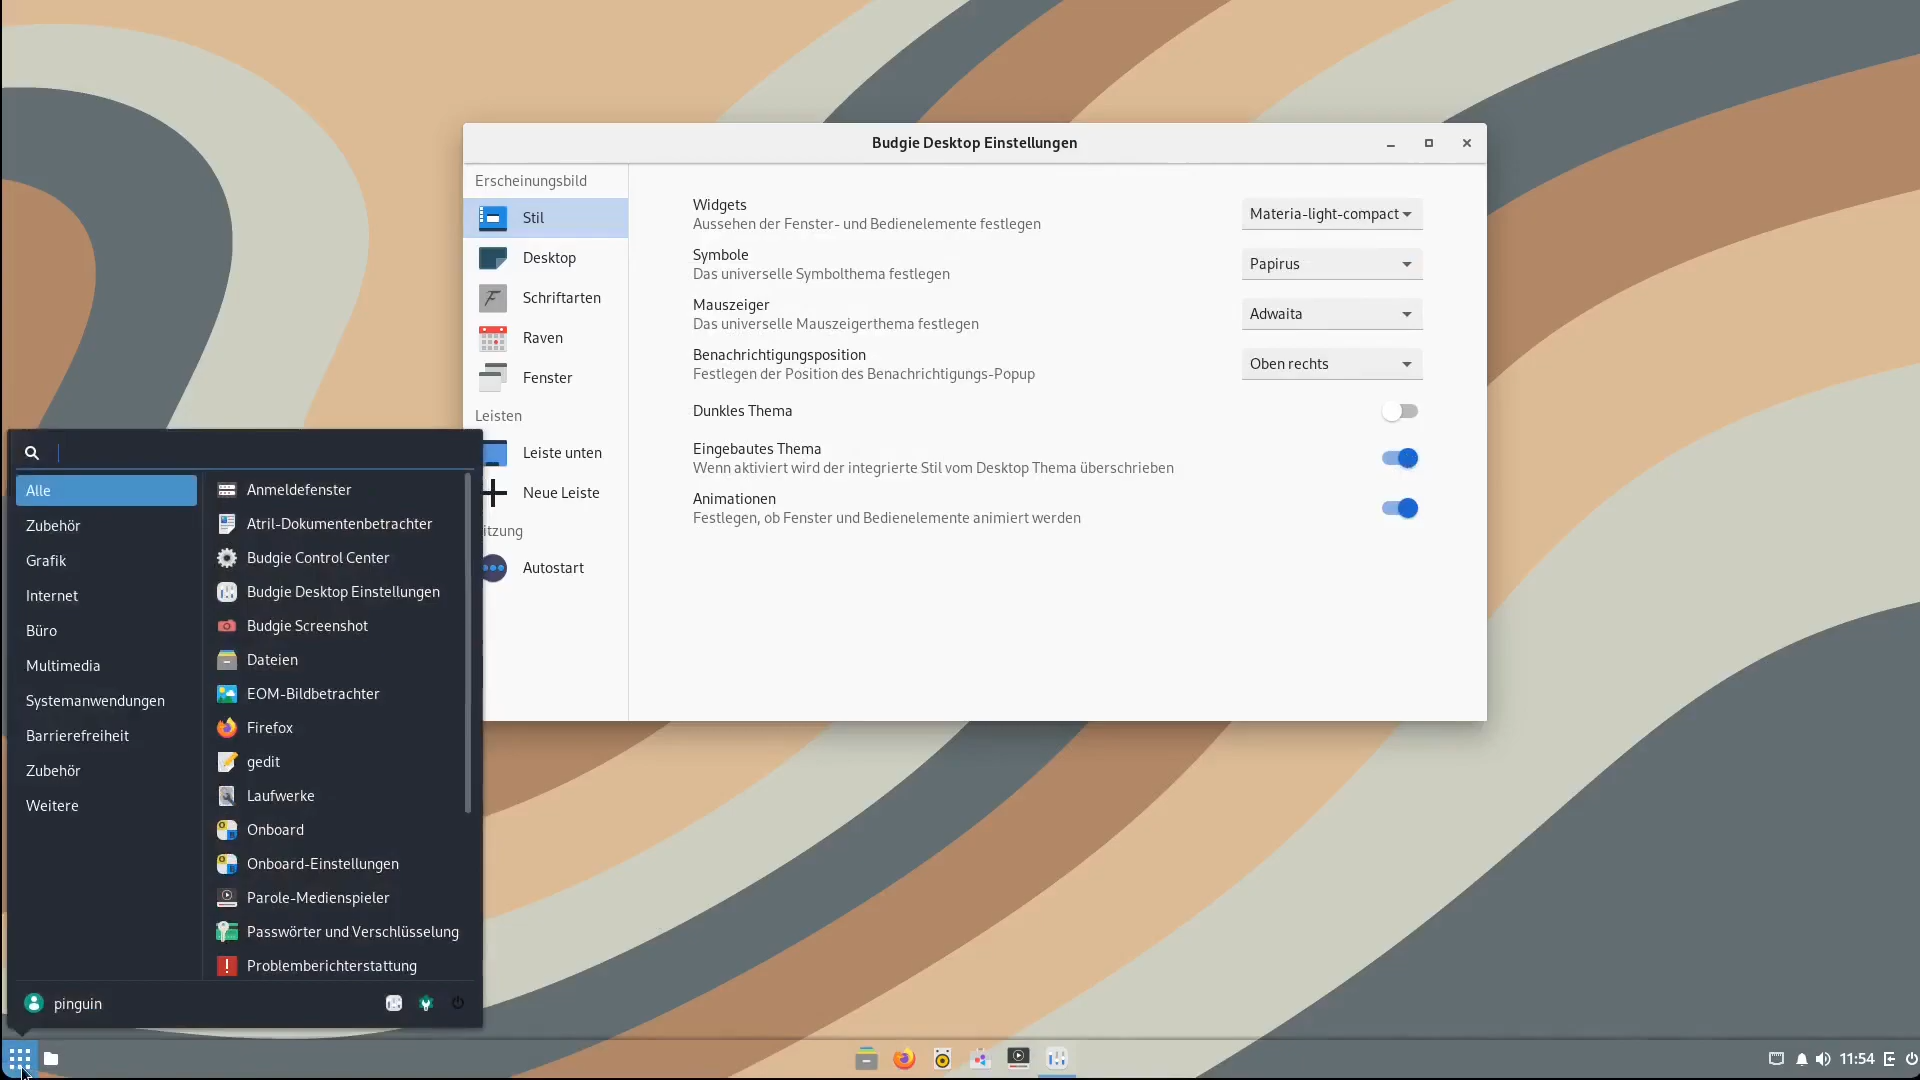 Budgie Desktop Einstellungen
Erscheinungsbild
Stil
Desktop
Schriftarten
Raven
Fenster
Leisten
Leiste unten
Neue Leiste
itzung
Autostart
Widgets
Aussehen der Fenster- und Bedienelemente festlegen
Materia-light-compact
Symbole
Das universelle Symbolthema festlegen
Papirus
Mauszeiger
Das universelle Mauszeigerthema festlegen
Adwaita
Benachrichtigungsposition
Festlegen der Position des Benachrichtigungs-Popup
Oben rechts
Dunkles Thema
Eingebautes Thema
Wenn aktiviert wird der integrierte Stil vom Desktop Thema überschrieben
Animationen
Festlegen, ob Fenster und Bedienelemente animiert werden
Alle
Zubehör
Grafik
Internet
Büro
Multimedia
Systemanwendungen
Barrierefreiheit
Zubehör
Weitere
Anmeldefenster
Atril-Dokumentenbetrachter
Budgie Control Center
Budgie Desktop Einstellungen
Budgie Screenshot
Dateien
EOM-Bildbetrachter
Firefox
gedit
Laufwerke
Onboard
Onboard-Einstellungen
Parole-Medienspieler
Passwörter und Verschlüsselung
Problemberichterstattung
pinguin
11:54